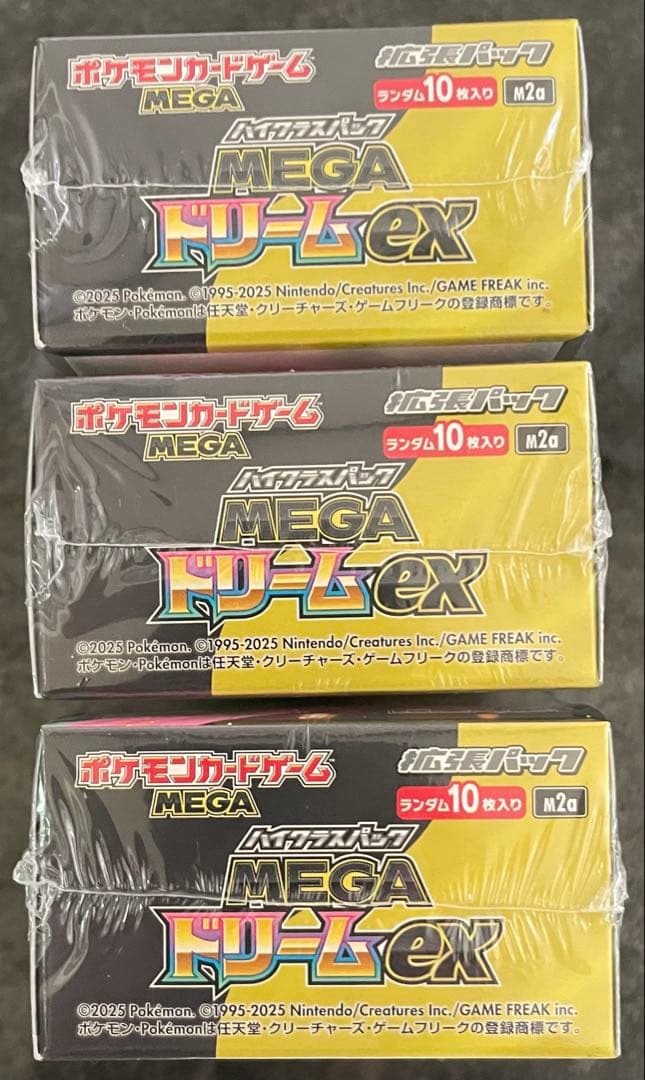 ポケモンカードゲーム
MEGA
拡張パック
ランダム10枚入り M2a
ハイクラスパック
MEGA
ドリームex
©2025 Pokémon. ©1995-2025 Nintendo/Creatures Inc./GAME FREAK inc.
ポケモン・Pokémonは任天堂・クリーチャーズ・ゲームフリークの登録商標です。
ポケモンカードゲーム
MEGA
拡張パック
ランダム10枚入り M2a
ハイクラスパック
MEGA
ドリームex
©2025 Pokémon. ©1995-2025 Nintendo/Creatures Inc./GAME FREAK inc.
ポケモン・Pokémonは任天堂・クリーチャーズ・ゲームフリークの登録商標です。
ポケモンカードゲーム
MEGA
拡張パック
ランダム10枚入り M2a
ハイクラスパック
MEGA
ドリームex
©2025 Pokémon. ©1995-2025 Nintendo/Creatures Inc./GAME FREAK inc.
ポケモン・Pokémonは任天堂・クリーチャーズ・ゲームフリークの登録商標です。